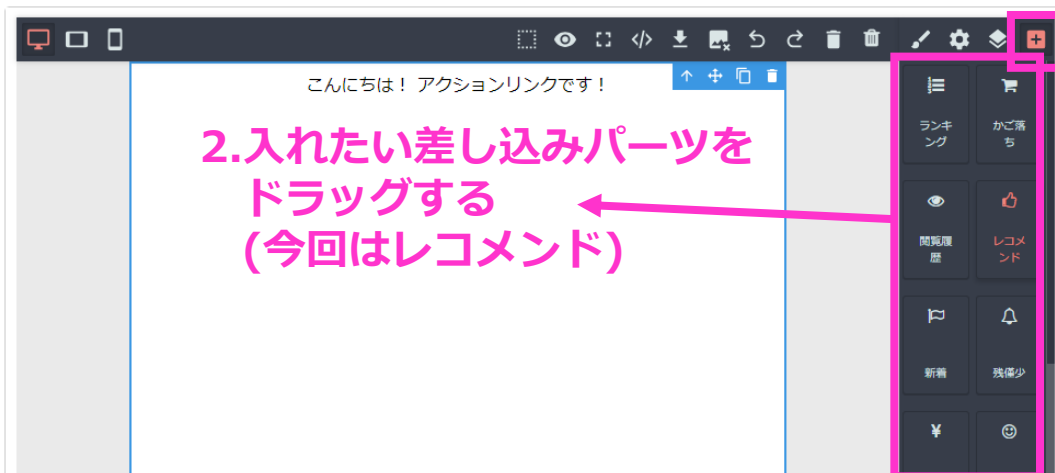 こんにちは！ アクションリンクです！
2.入れたい差し込みパーツを
ドラッグする
(今回はレコメンド)
ランキ
ング
かご落
ち
閲覧履
歴
レコメ
ンド
新着
残僅少